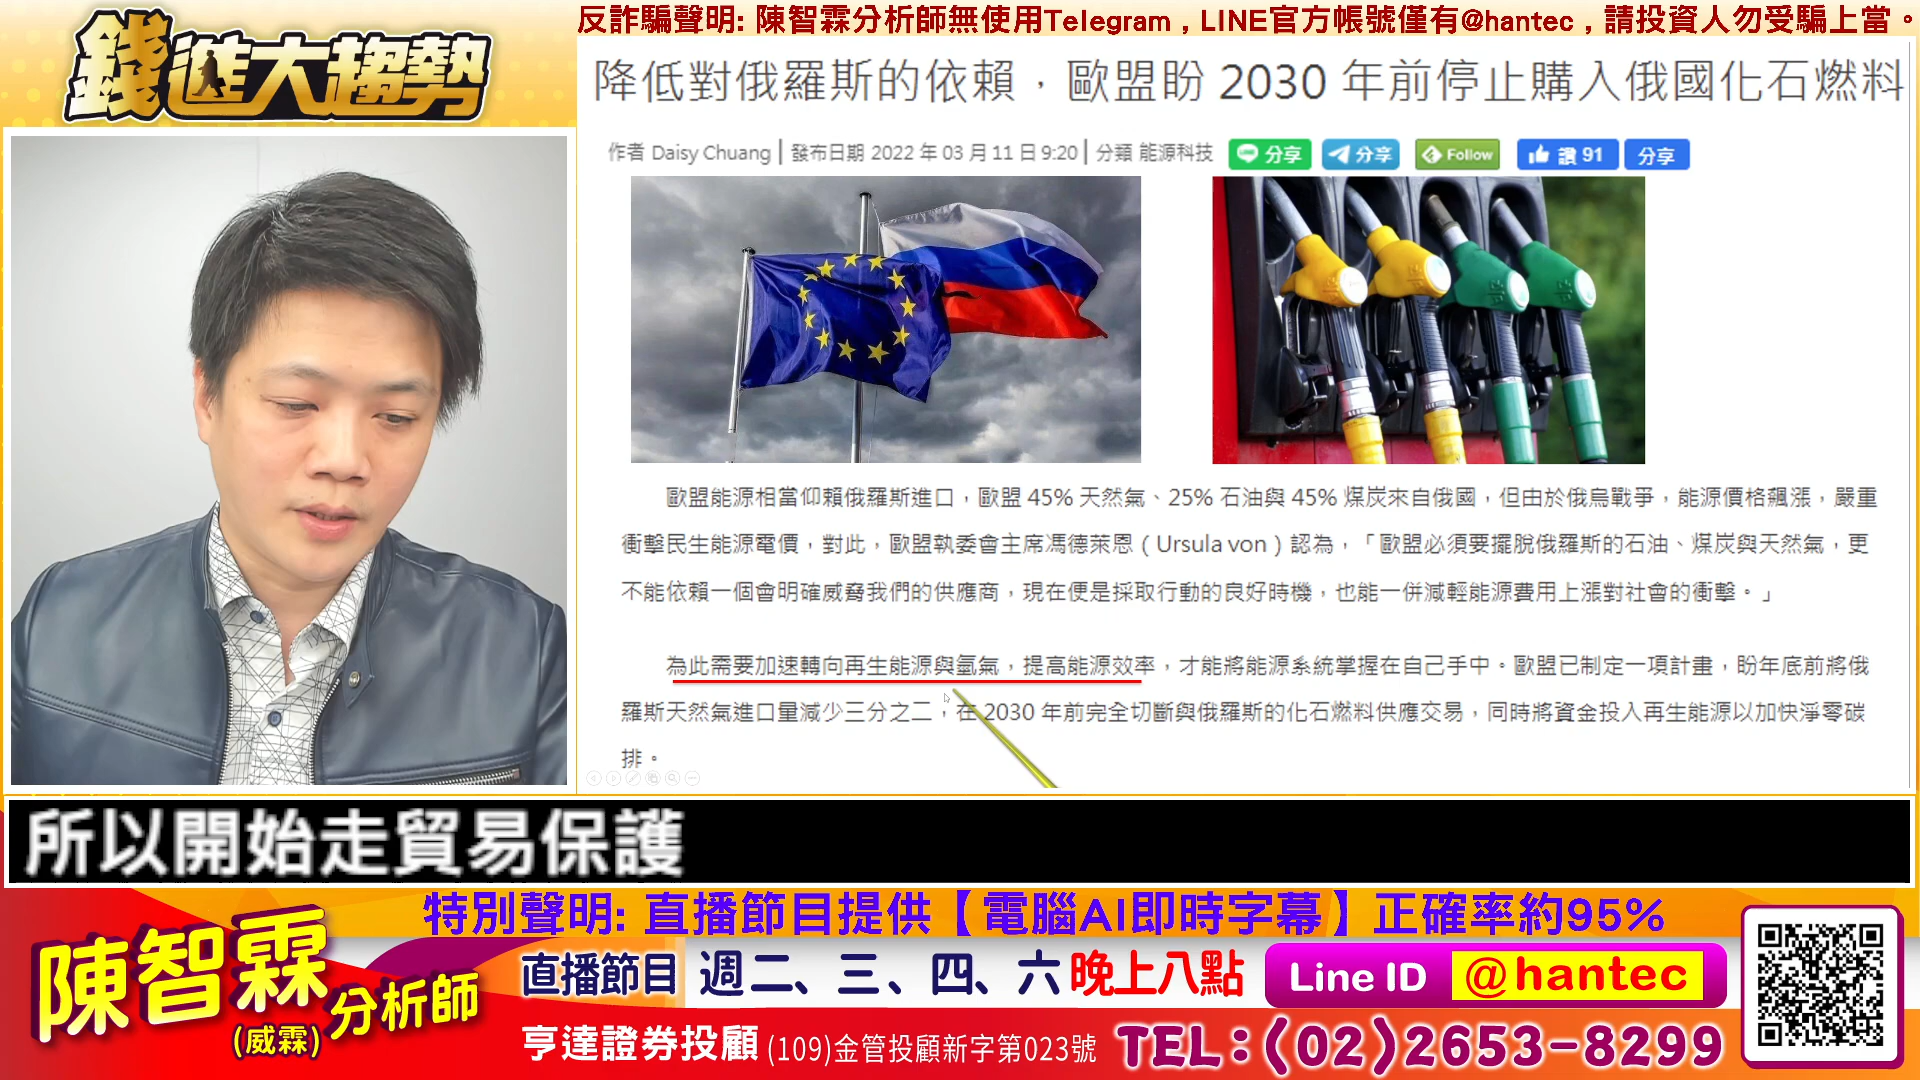 反詐騙聲明: 陳智霖分析師無使用Telegram , LINE官方帳號僅有@hantec , 請投資人勿受騙上當。
錢進大趨勢
降低對俄羅斯的依賴，歐盟盼 2030 年前停止購入俄國化石燃料
作者 Daisy Chuang | 發布日期 2022 年 03 月 11 日 9:20 | 分類 能源科技 分享 分享 Follow 讚 91 分享
歐盟能源相當仰賴俄羅斯進口，歐盟 45% 天然氣、25% 石油與 45% 煤炭來自俄國，但由於俄烏戰爭，能源價格飆漲，嚴重
衝擊民生能源電價，對此，歐盟執委會主席馮德萊恩（Ursula von）認為，「歐盟必須要擺脫俄羅斯的石油、煤炭與天然氣，更
不能依賴一個會明確威脅我們的供應商，現在便是採取行動的良好時機，也能一併減輕能源費用上漲對社會的衝擊。」
為此需要加速轉向再生能源與氫氣，提高能源效率，才能將能源系統掌握在自己手中。歐盟已制定一項計畫，盼年底前將俄
羅斯天然氣進口量減少三分之二，在 2030 年前完全切斷與俄羅斯的化石燃料供應交易，同時將資金投入再生能源以加快淨零碳
排。
所以開始走貿易保護
特別聲明: 直播節目提供【電腦AI即時字幕】正確率約95%
陳智霖分析師
(威霖)
直播節目 週二、三、四、六 晚上八點
Line ID @hantec
亨達證券投顧 (109)金管投顧新字第023號 TEL:(02)2653-8299